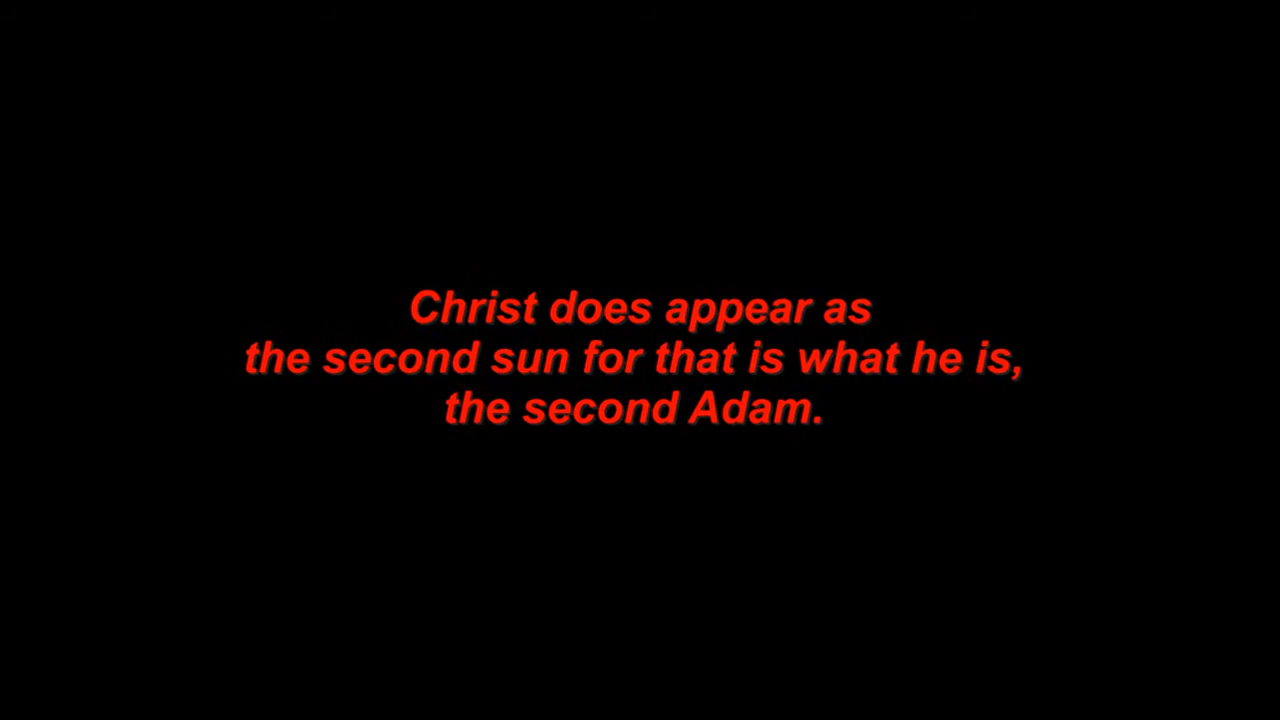 Christ does appear as
the second sun for that is what he is,
the second Adam.